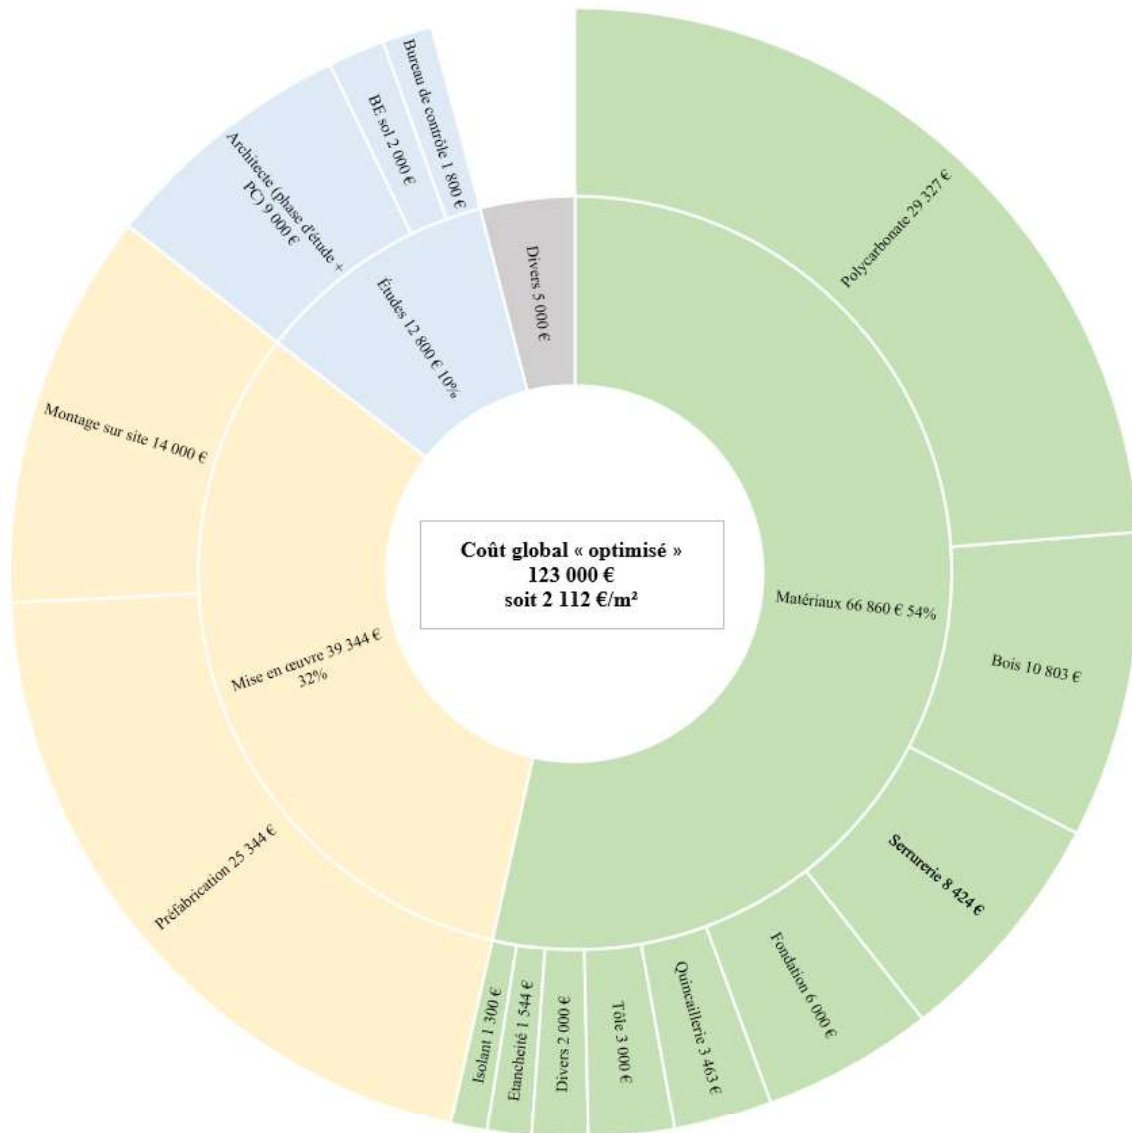 Coût global « optimisé »
123 000 €
soit 2 112 €/m²
Matériaux 66 860 € 54%
Polycarbonate 29 327 €
Bois 10 803 €
Serrurerie 8 424 €
Fondation 6 000 €
Quincaillerie 3 463 €
Tôle 3 000 €
Divers 2 000 €
Etancheité 1 544 €
Isolant 1 300 €
Mise en œuvre 39 344 €
32%
Préfabrication 25 344 €
Montage sur site 14 000 €
Études 12 800 € 10%
Architecte (phase d'étude +
PC) 9 000 €
BE sol 2 000 €
Bureau de contrôle 1 800 €
Divers 5 000 €